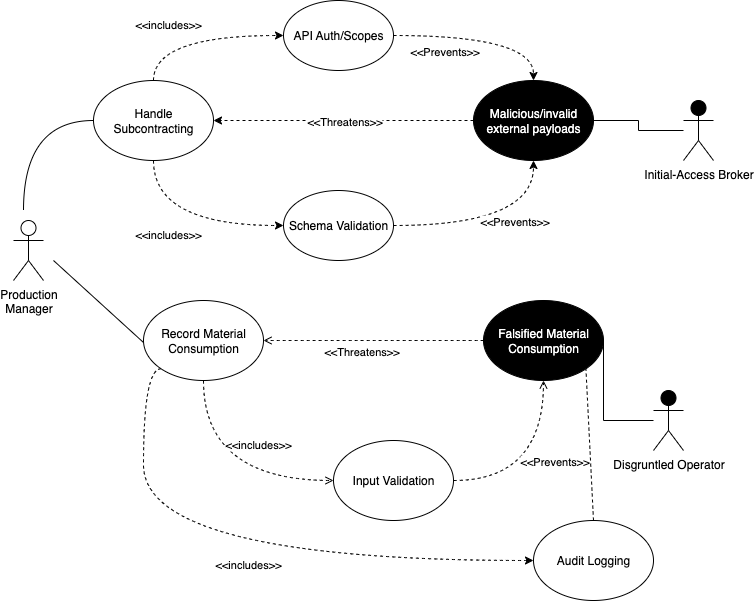 <<includes>>
API Auth/Scopes
<<Prevents>>
Handle
Subcontracting
<<Threatens>>
Malicious/invalid
external payloads
Initial-Access Broker
<<includes>>
Schema Validation
<<Prevents>>
Production
Manager
Record Material
Consumption
<<Threatens>>
Falsified Material
Consumption
<<includes>>
Input Validation
<<Prevents>>
Disgruntled Operator
<<includes>>
Audit Logging